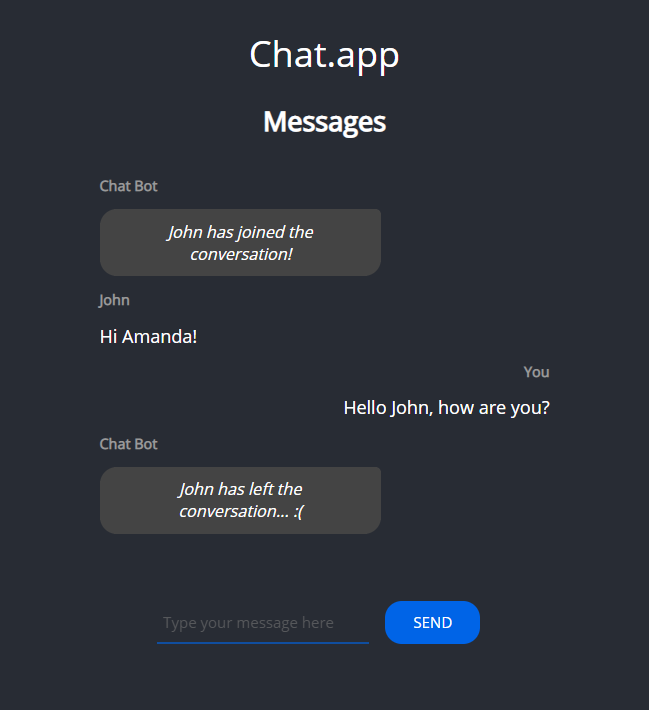 Chat.app
Messages
Chat Bot
John has joined the
conversation!
John
Hi Amanda!
You
Hello John, how are you?
Chat Bot
John has left the
conversation... :(
Type your message here
SEND